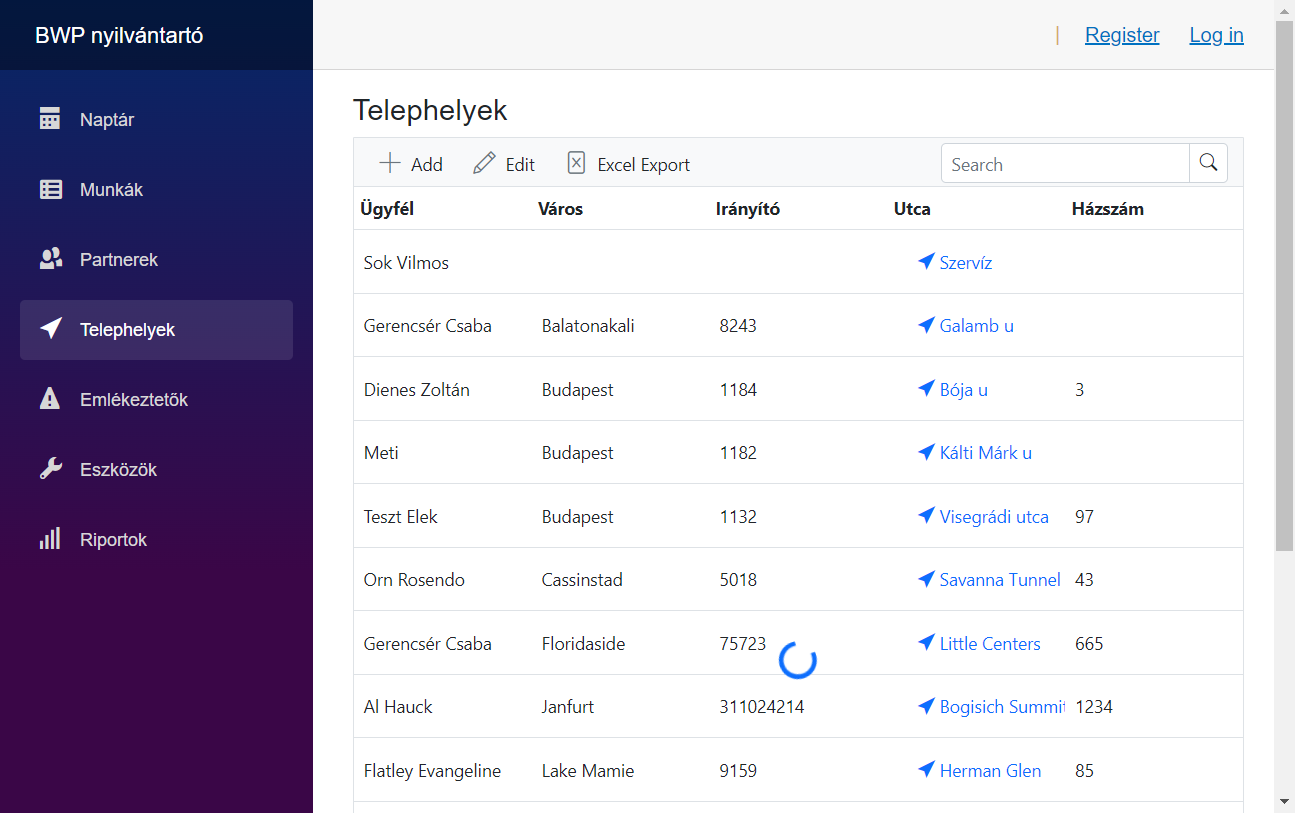 BWP nyilvántartó
| Register Log in
Naptár
Munkák
Partnerek
Telephelyek
Emlékeztetők
Eszközök
Riportok
Telephelyek
Add Edit Excel Export Search
Ügyfél Város Irányító Utca Házszám
Sok Vilmos Szervíz
Gerencsér Csaba Balatonakali 8243 Galamb u
Dienes Zoltán Budapest 1184 Bója u 3
Meti Budapest 1182 Kálti Márk u
Teszt Elek Budapest 1132 Visegrádi utca 97
Orn Rosendo Cassinstad 5018 Savanna Tunnel 43
Gerencsér Csaba Floridaside 75723 Little Centers 665
Al Hauck Janfurt 311024214 Bogisich Summit 1234
Flatley Evangeline Lake Mamie 9159 Herman Glen 85